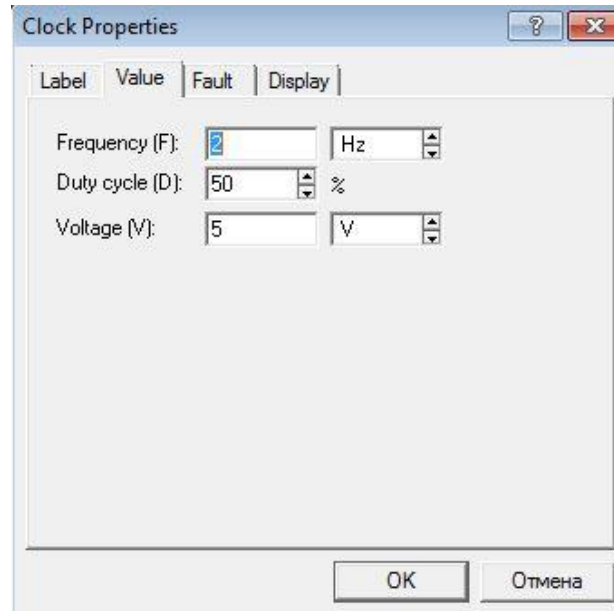 Clock Properties
Label Value Fault Display
Frequency (F): 2 Hz
Duty cycle (D): 50 %
Voltage (V): 5 V
OK Отмена